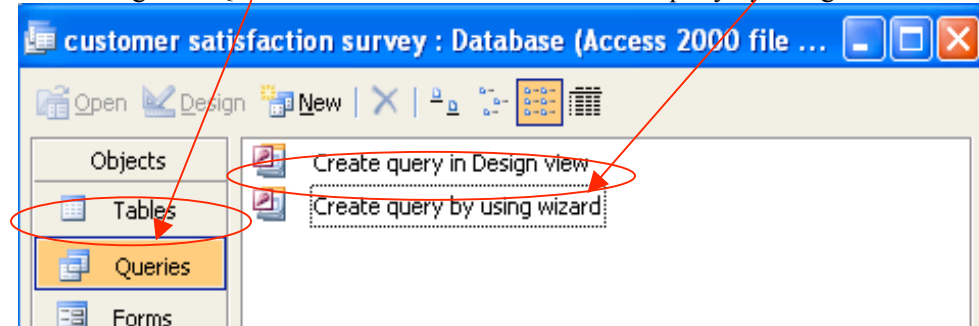 customer satisfaction survey : Database (Access 2000 file ...
Open Design New
Objects
Create query in Design view
Tables
Create query by using wizard
Queries
Forms